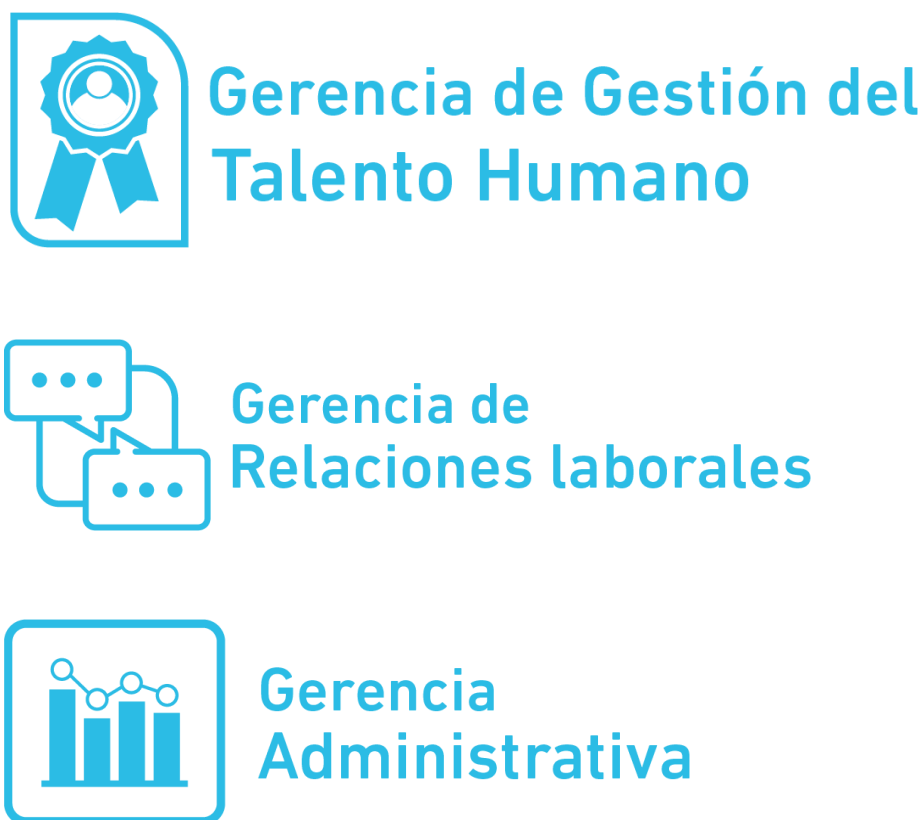 Gerencia de Gestión del
Talento Humano
Gerencia de
Relaciones laborales
Gerencia
Administrativa